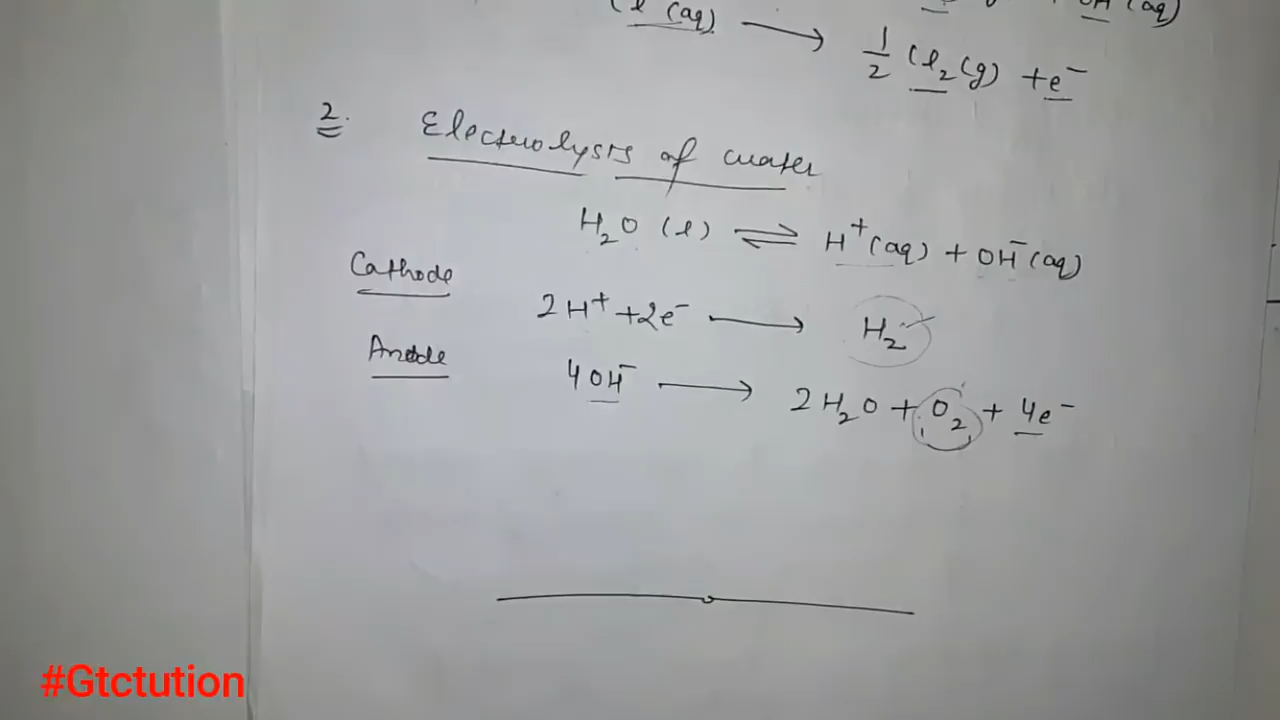 (aq)
Cl (aq) ⟶ 1/2 Cl₂(g) + e⁻
2. Electrolysis of water
H₂O (l) ⇌ H⁺(aq) + OH⁻(aq)
Cathode
2H⁺ + 2e⁻ ⟶ H₂
Anode
4OH⁻ ⟶ 2H₂O + O₂ + 4e⁻
#Gtctution